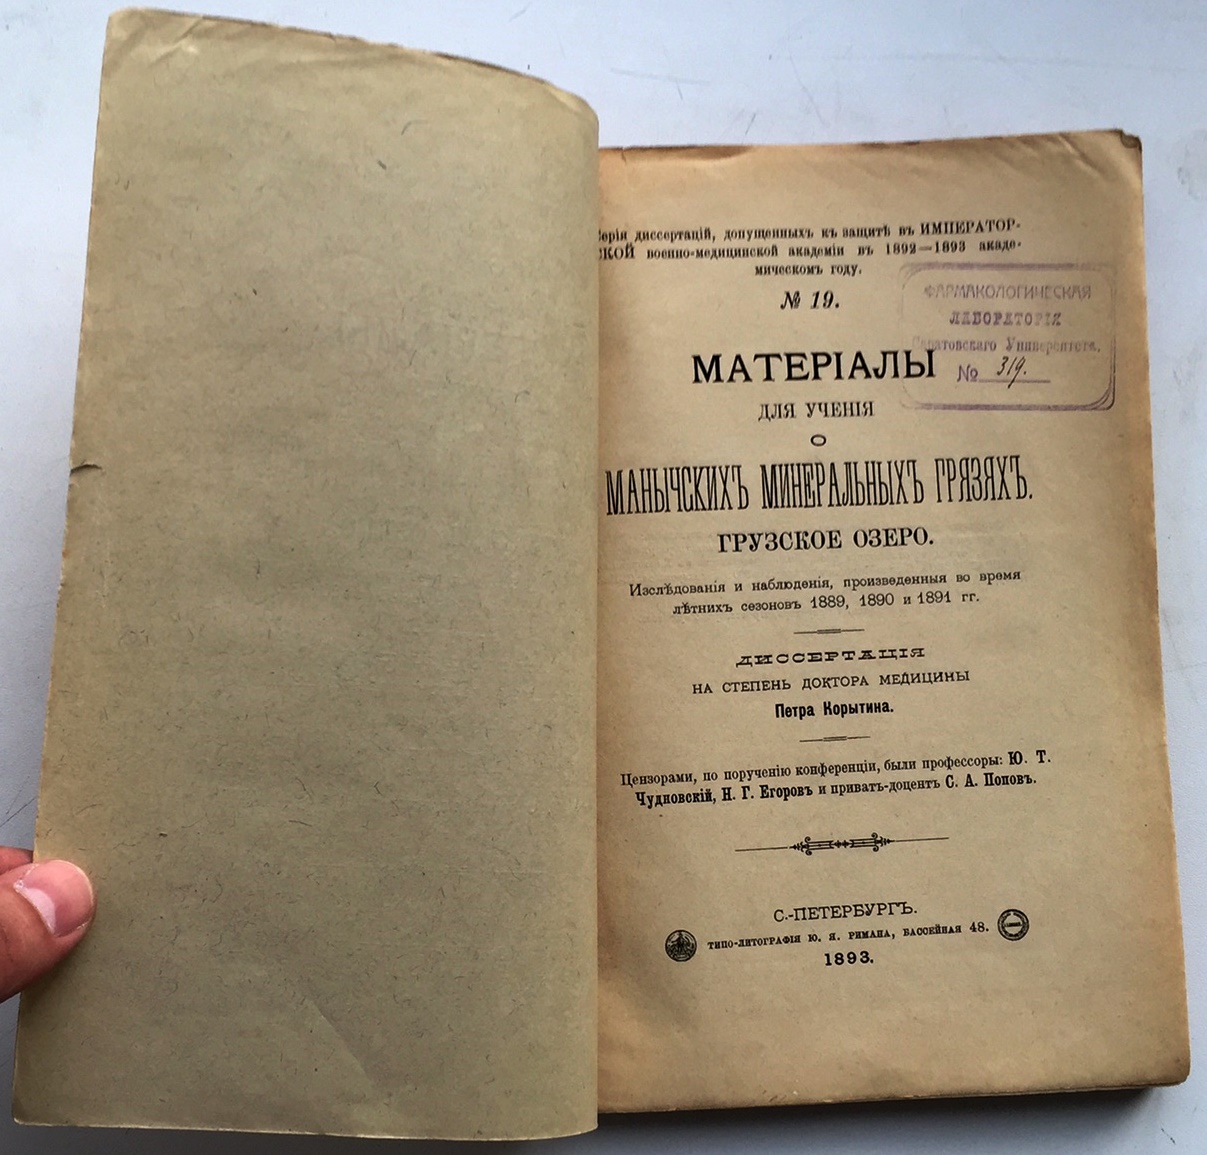 Серія диссертацій, допущенныхъ къ защитѣ въ ИМПЕРАТОР-
СКОЙ военно-медицинской академіи въ 1892—1893 акаде-
мическомъ году.
№ 19.
ФАРМАКОЛОГИЧЕСКАЯ
ЛАБОРАТОРІЯ
Саратовскаго Университета.
№ 319.
МАТЕРІАЛЫ
ДЛЯ УЧЕНІЯ
О
МАНЫЧСКИХЪ МИНЕРАЛЬНЫХЪ ГРЯЗЯХЪ.
ГРУЗСКОЕ ОЗЕРО.
Изслѣдованія и наблюденія, произведенныя во время
лѣтнихъ сезоновъ 1889, 1890 и 1891 гг.
ДИССЕРТАЦІЯ
НА СТЕПЕНЬ ДОКТОРА МЕДИЦИНЫ
Петра Корытина.
Цензорами, по порученію конференціи, были профессоры: Ю. Т.
Чудновскій, Н. Г. Егоровъ и приватъ-доцентъ С. А. Поповъ.
С.-ПЕТЕРБУРГЪ.
ТИПО-ЛИТОГРАФІЯ Ю. Я. РИМАНА, БАССЕЙНАЯ 48.
1893.